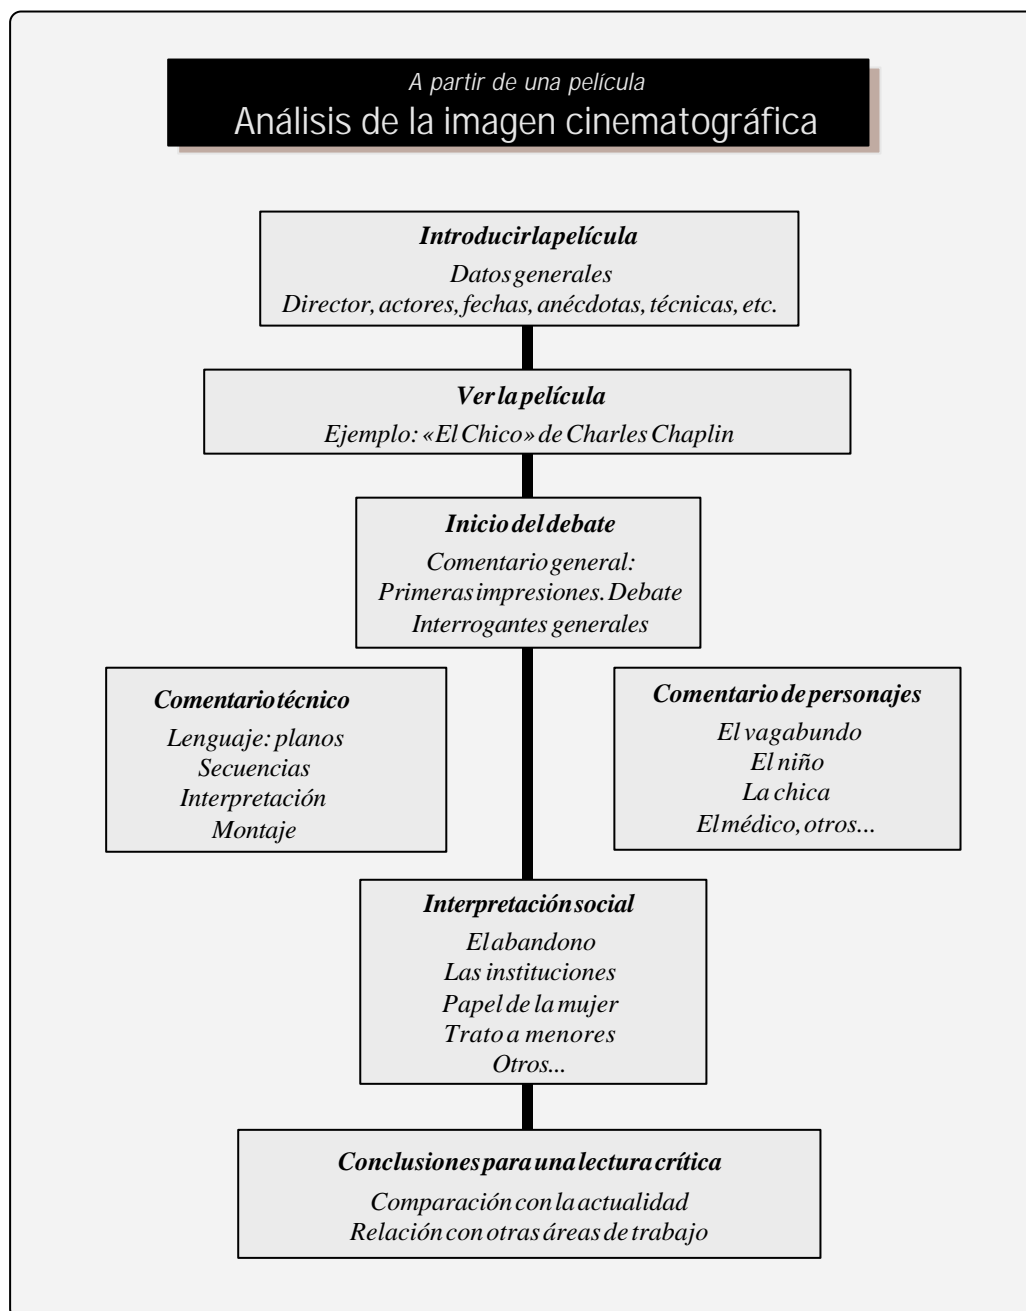 A partir de una película
Análisis de la imagen cinematográfica
Introducir la película
Datos generales
Director, actores, fechas, anécdotas, técnicas, etc.
Ver la película
Ejemplo: «El Chico» de Charles Chaplin
Inicio del debate
Comentario general:
Primeras impresiones. Debate
Interrogantes generales
Comentario técnico
Lenguaje: planos
Secuencias
Interpretación
Montaje
Comentario de personajes
El vagabundo
El niño
La chica
El médico, otros...
Interpretación social
El abandono
Las instituciones
Papel de la mujer
Trato a menores
Otros...
Conclusiones para una lectura crítica
Comparación con la actualidad
Relación con otras áreas de trabajo